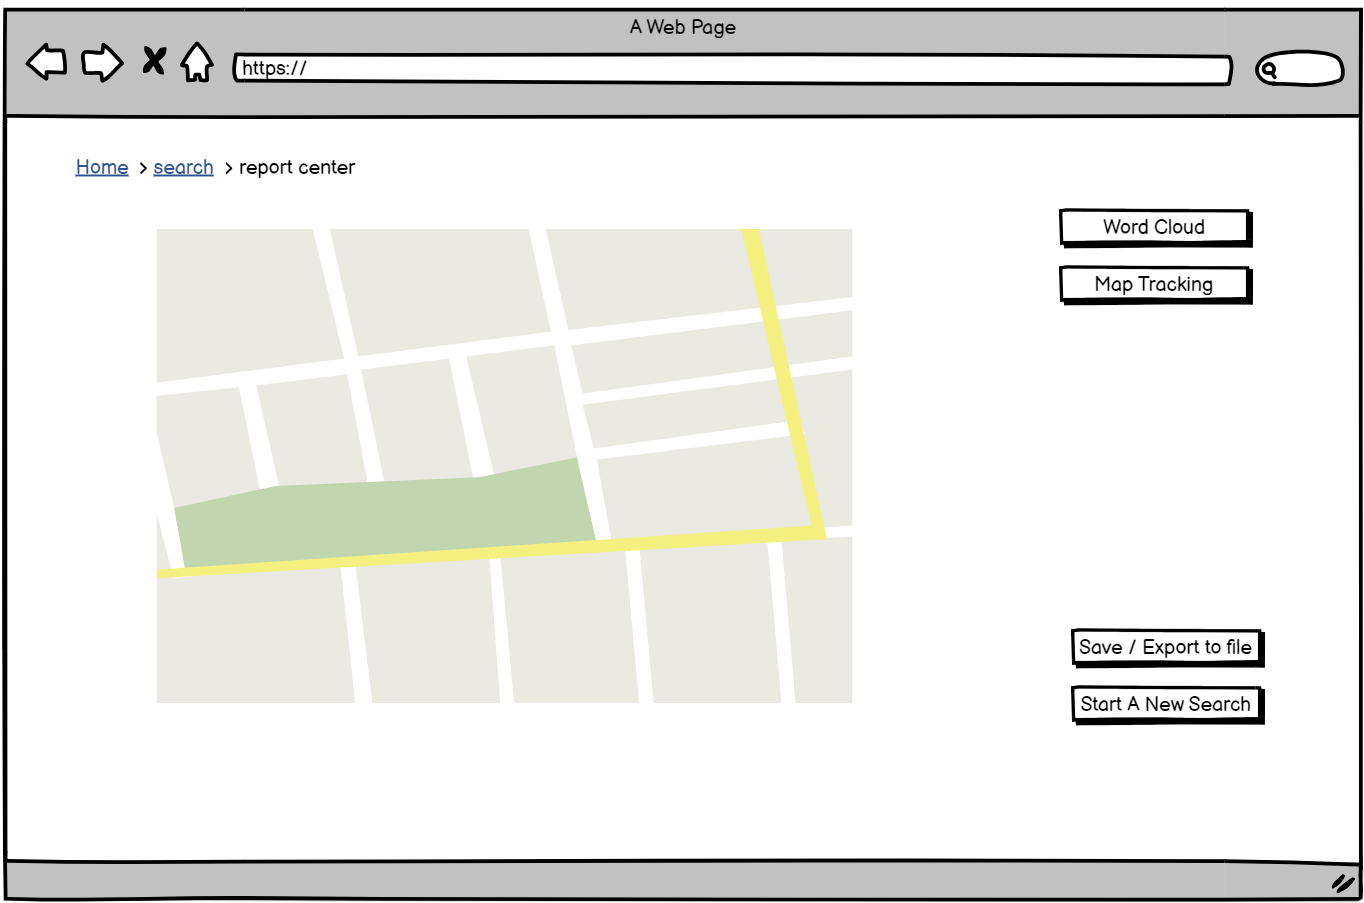 A Web Page
https://
Home > search > report center
Word Cloud
Map Tracking
Save / Export to file
Start A New Search